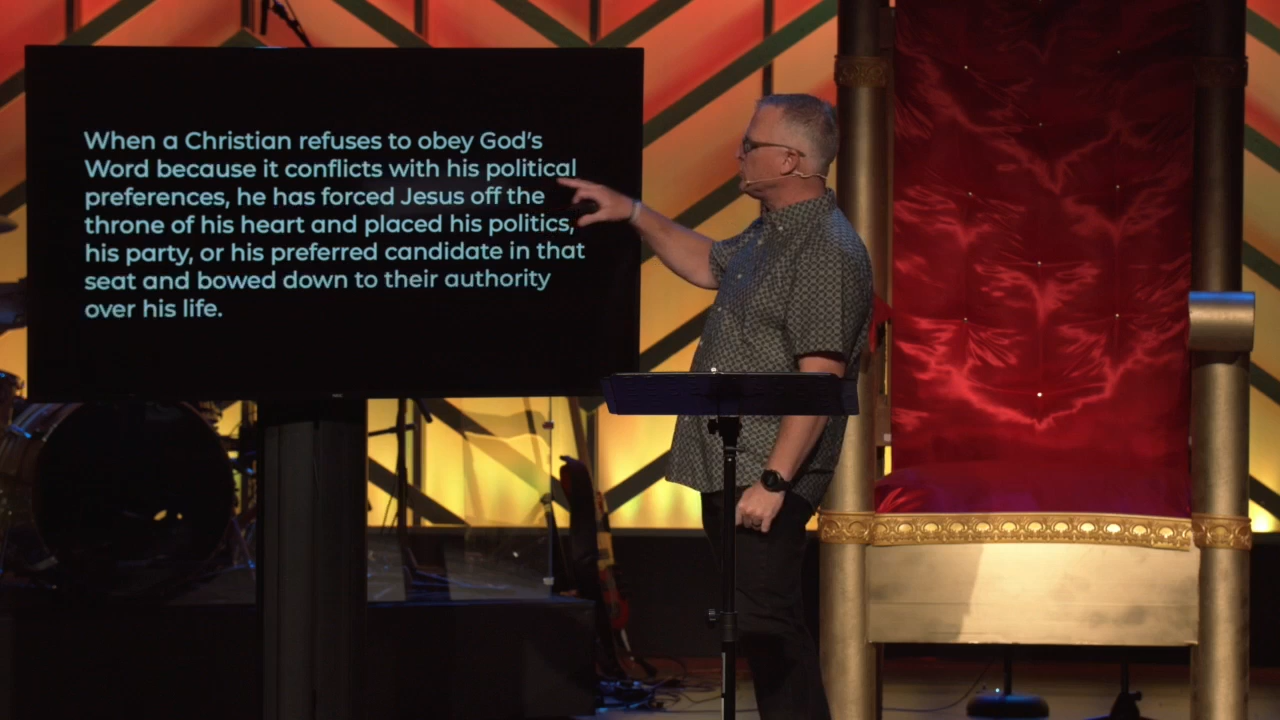 When a Christian refuses to obey God's
Word because it conflicts with his political
preferences, he has forced Jesus off the
throne of his heart and placed his politics,
his party, or his preferred candidate in that
seat and bowed down to their authority
over his life.